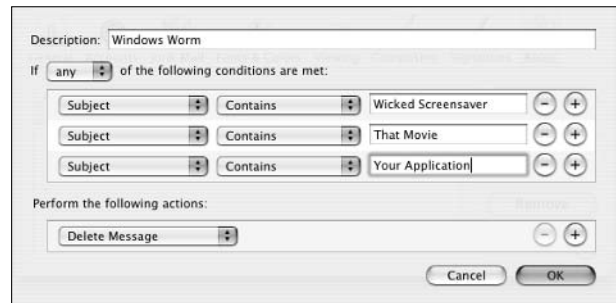 Description: Windows Worm
If any of the following conditions are met:
Subject Contains Wicked Screensaver
Subject Contains That Movie
Subject Contains Your Application
Perform the following actions:
Remove
Delete Message
Cancel OK